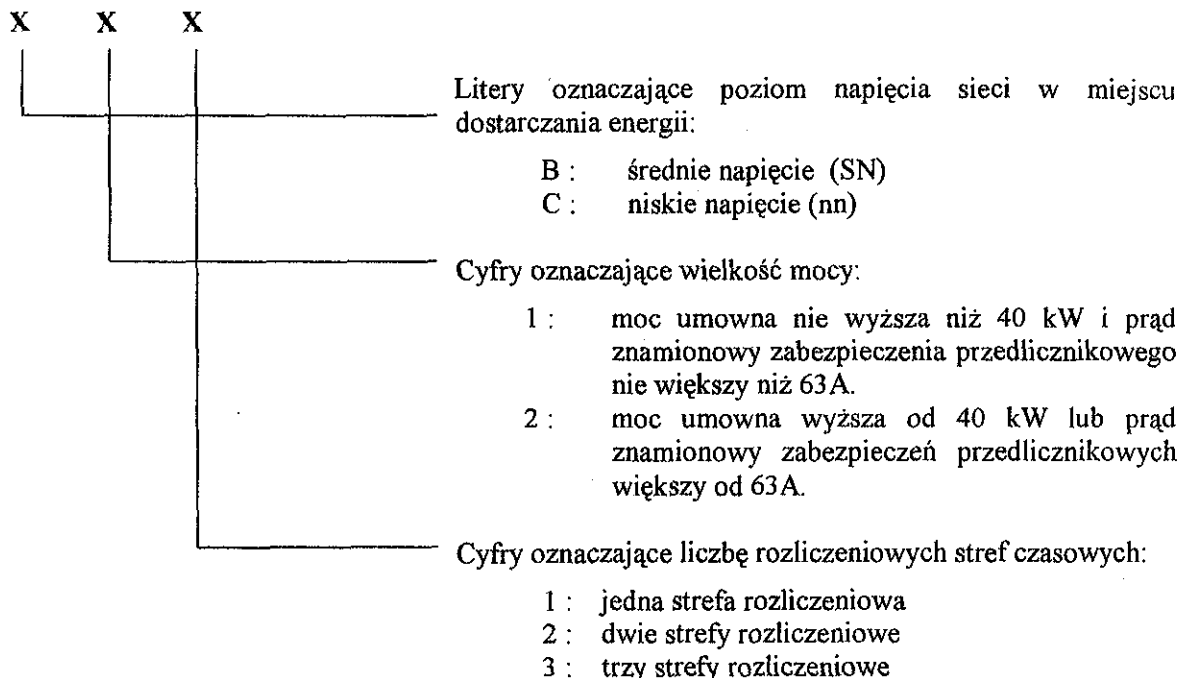 X X X
Litery oznaczające poziom napięcia sieci w miejscu
dostarczania energii:
B : średnie napięcie (SN)
C : niskie napięcie (nn)
Cyfry oznaczające wielkość mocy:
1 : moc umowna nie wyższa niż 40 kW i prąd
znamionowy zabezpieczenia przedlicznikowego
nie większy niż 63A.
2 : moc umowna wyższa od 40 kW lub prąd
znamionowy zabezpieczeń przedlicznikowych
większy od 63A.
Cyfry oznaczające liczbę rozliczeniowych stref czasowych:
1 : jedna strefa rozliczeniowa
2 : dwie strefy rozliczeniowe
3 : trzy strefy rozliczeniowe